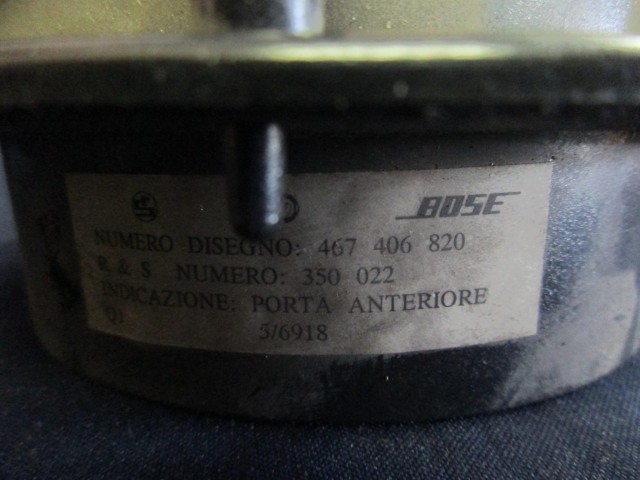 BOSE
NUMERO DISEGNO: 467 406 820
R & S NUMERO: 350 022
INDICAZIONE: PORTA ANTERIORE
5/6918